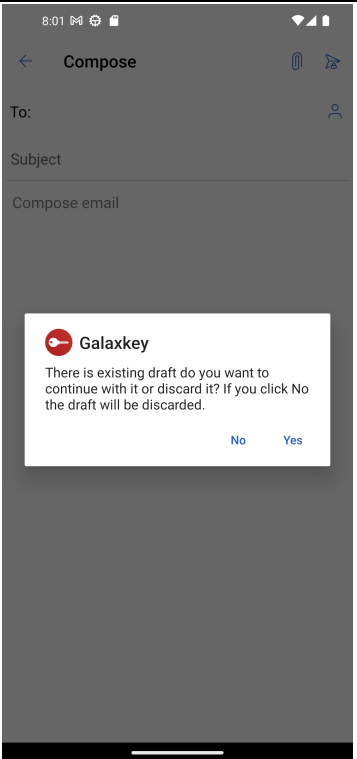 8:01
Compose
To:
Subject
Compose email
Galaxkey
There is existing draft do you want to
continue with it or discard it? If you click No
the draft will be discarded.
No Yes